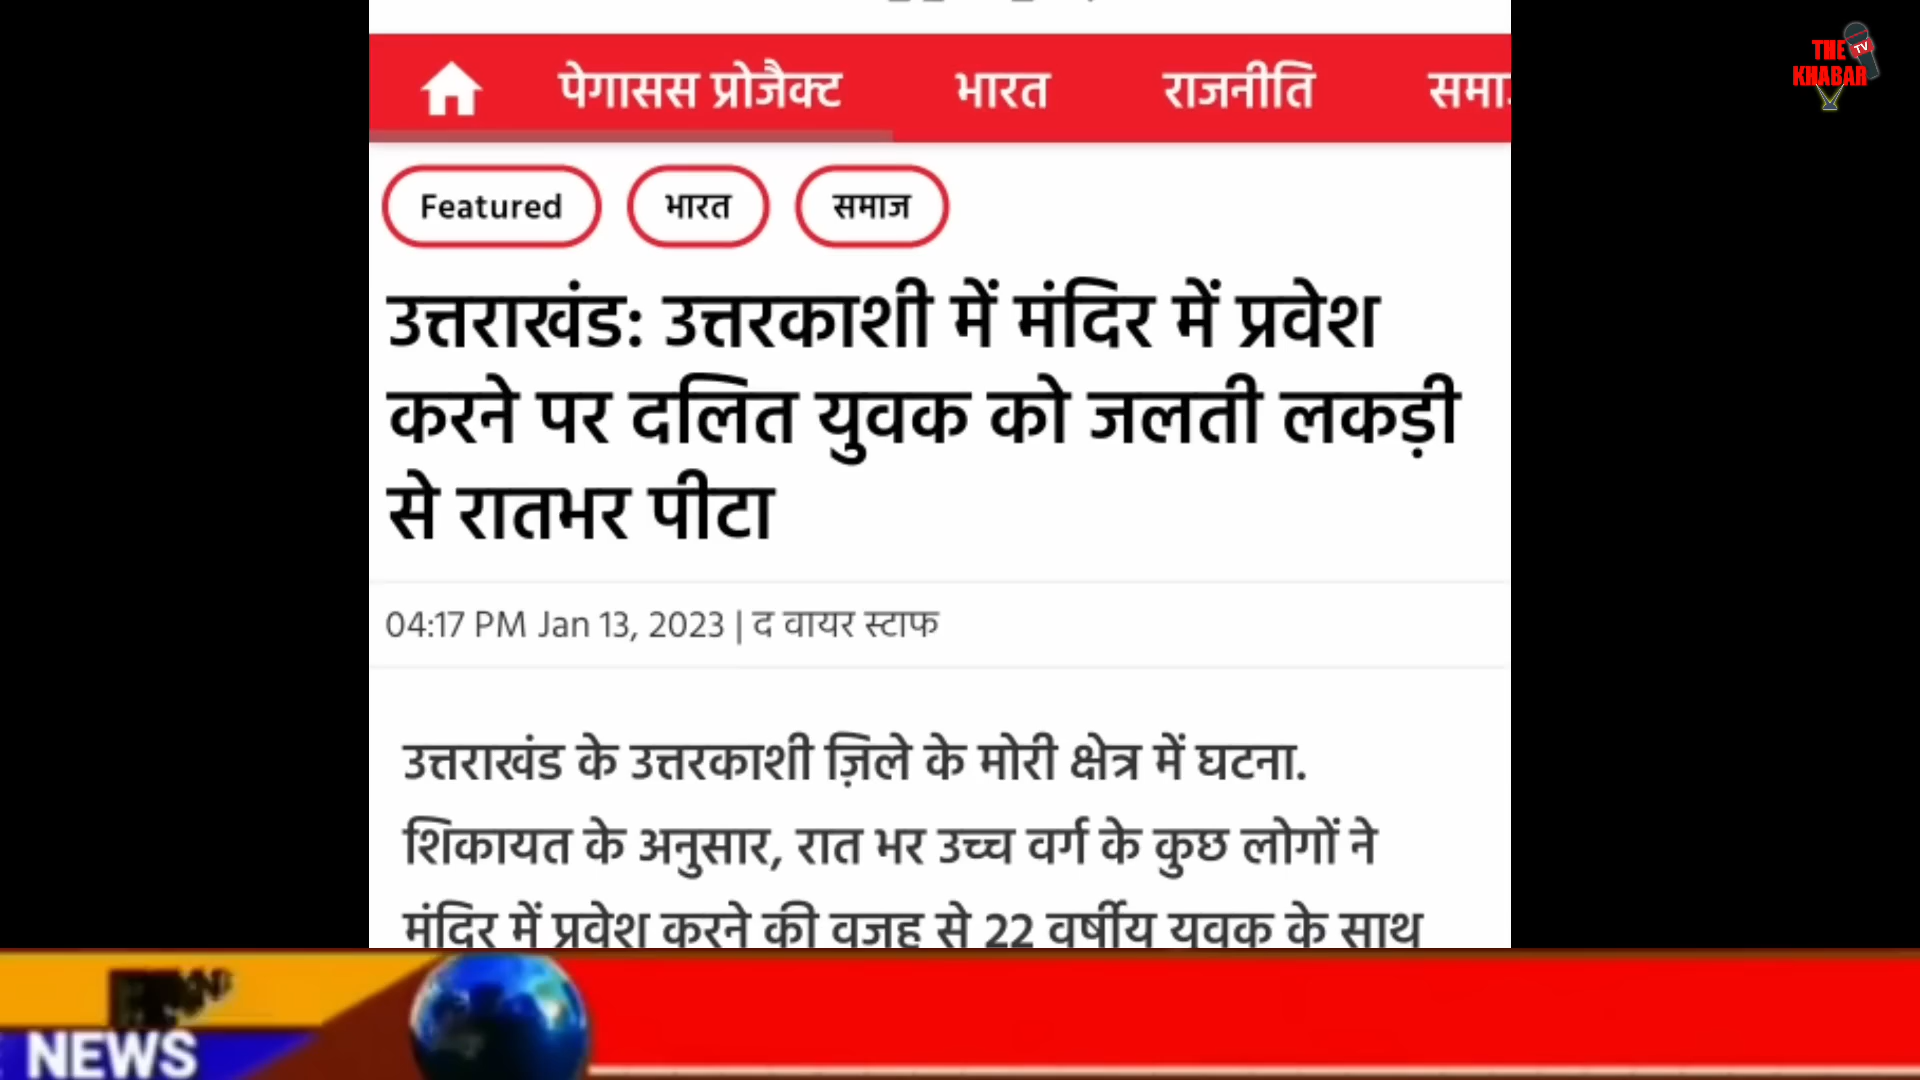 पेगासस प्रोजैक्ट भारत राजनीति
Featured भारत समाज
उत्तराखंड: उत्तरकाशी में मंदिर में प्रवेश
करने पर दलित युवक को जलती लकड़ी
से रातभर पीटा
04:17 PM Jan 13, 2023 | द वायर स्टाफ
उत्तराखंड के उत्तरकाशी ज़िले के मोरी क्षेत्र में घटना.
शिकायत के अनुसार, रात भर उच्च वर्ग के कुछ लोगों ने
मंदिर में प्रवेश करने की वजह से 22 वर्षीय युवक के साथ
THE
TV
KHABAR
NEWS